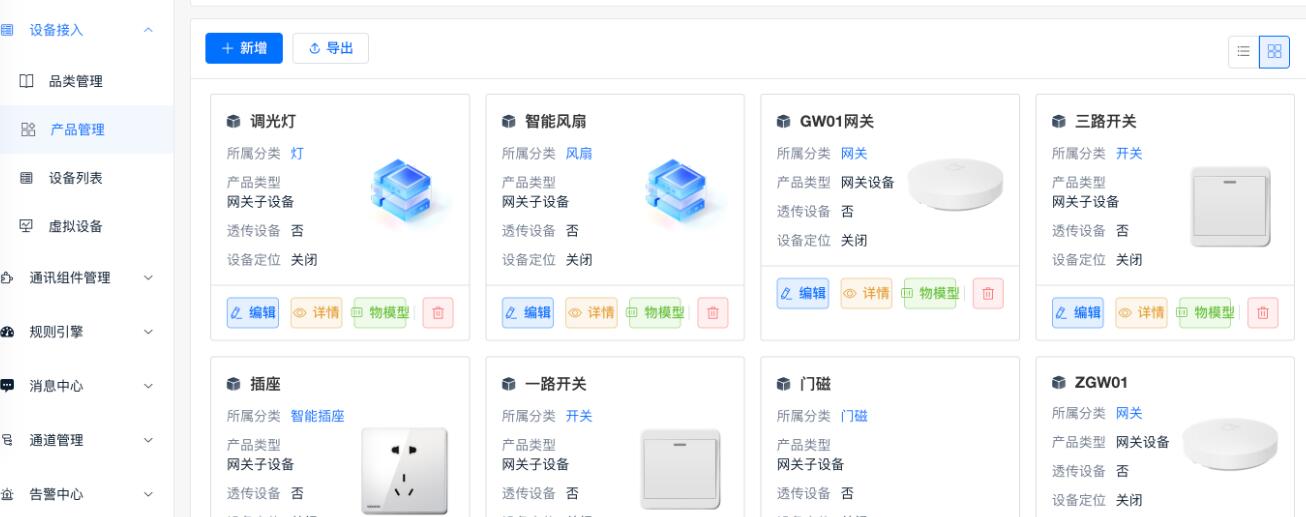 设备接入
品类管理
产品管理
设备列表
虚拟设备
通讯组件管理
规则引擎
消息中心
通道管理
告警中心
新增
导出
调光灯
所属分类 灯
产品类型
网关子设备
透传设备 否
设备定位 关闭
编辑 详情 物模型
智能风扇
所属分类 风扇
产品类型
网关子设备
透传设备 否
设备定位 关闭
编辑 详情 物模型
GW01网关
所属分类 网关
产品类型 网关设备
透传设备 否
设备定位 关闭
编辑 详情 物模型
三路开关
所属分类 开关
产品类型
网关子设备
透传设备 否
设备定位 关闭
编辑 详情 物模型
插座
所属分类 智能插座
产品类型
网关子设备
透传设备 否
一路开关
所属分类 开关
产品类型
网关子设备
透传设备 否
门磁
所属分类 门磁
产品类型
网关子设备
透传设备 否
ZGW01
所属分类 网关
产品类型 网关设备
透传设备 否
设备定位 关闭